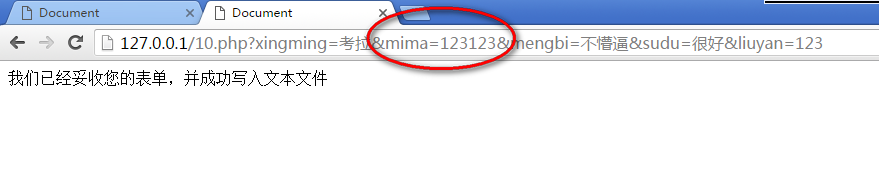 Document
Document
127.0.0.1/10.php?xingming=考拉&mima=123123&mengbi=不懵逼&sudu=很好&liuyan=123
我们已经妥收您的表单，并成功写入文本文件